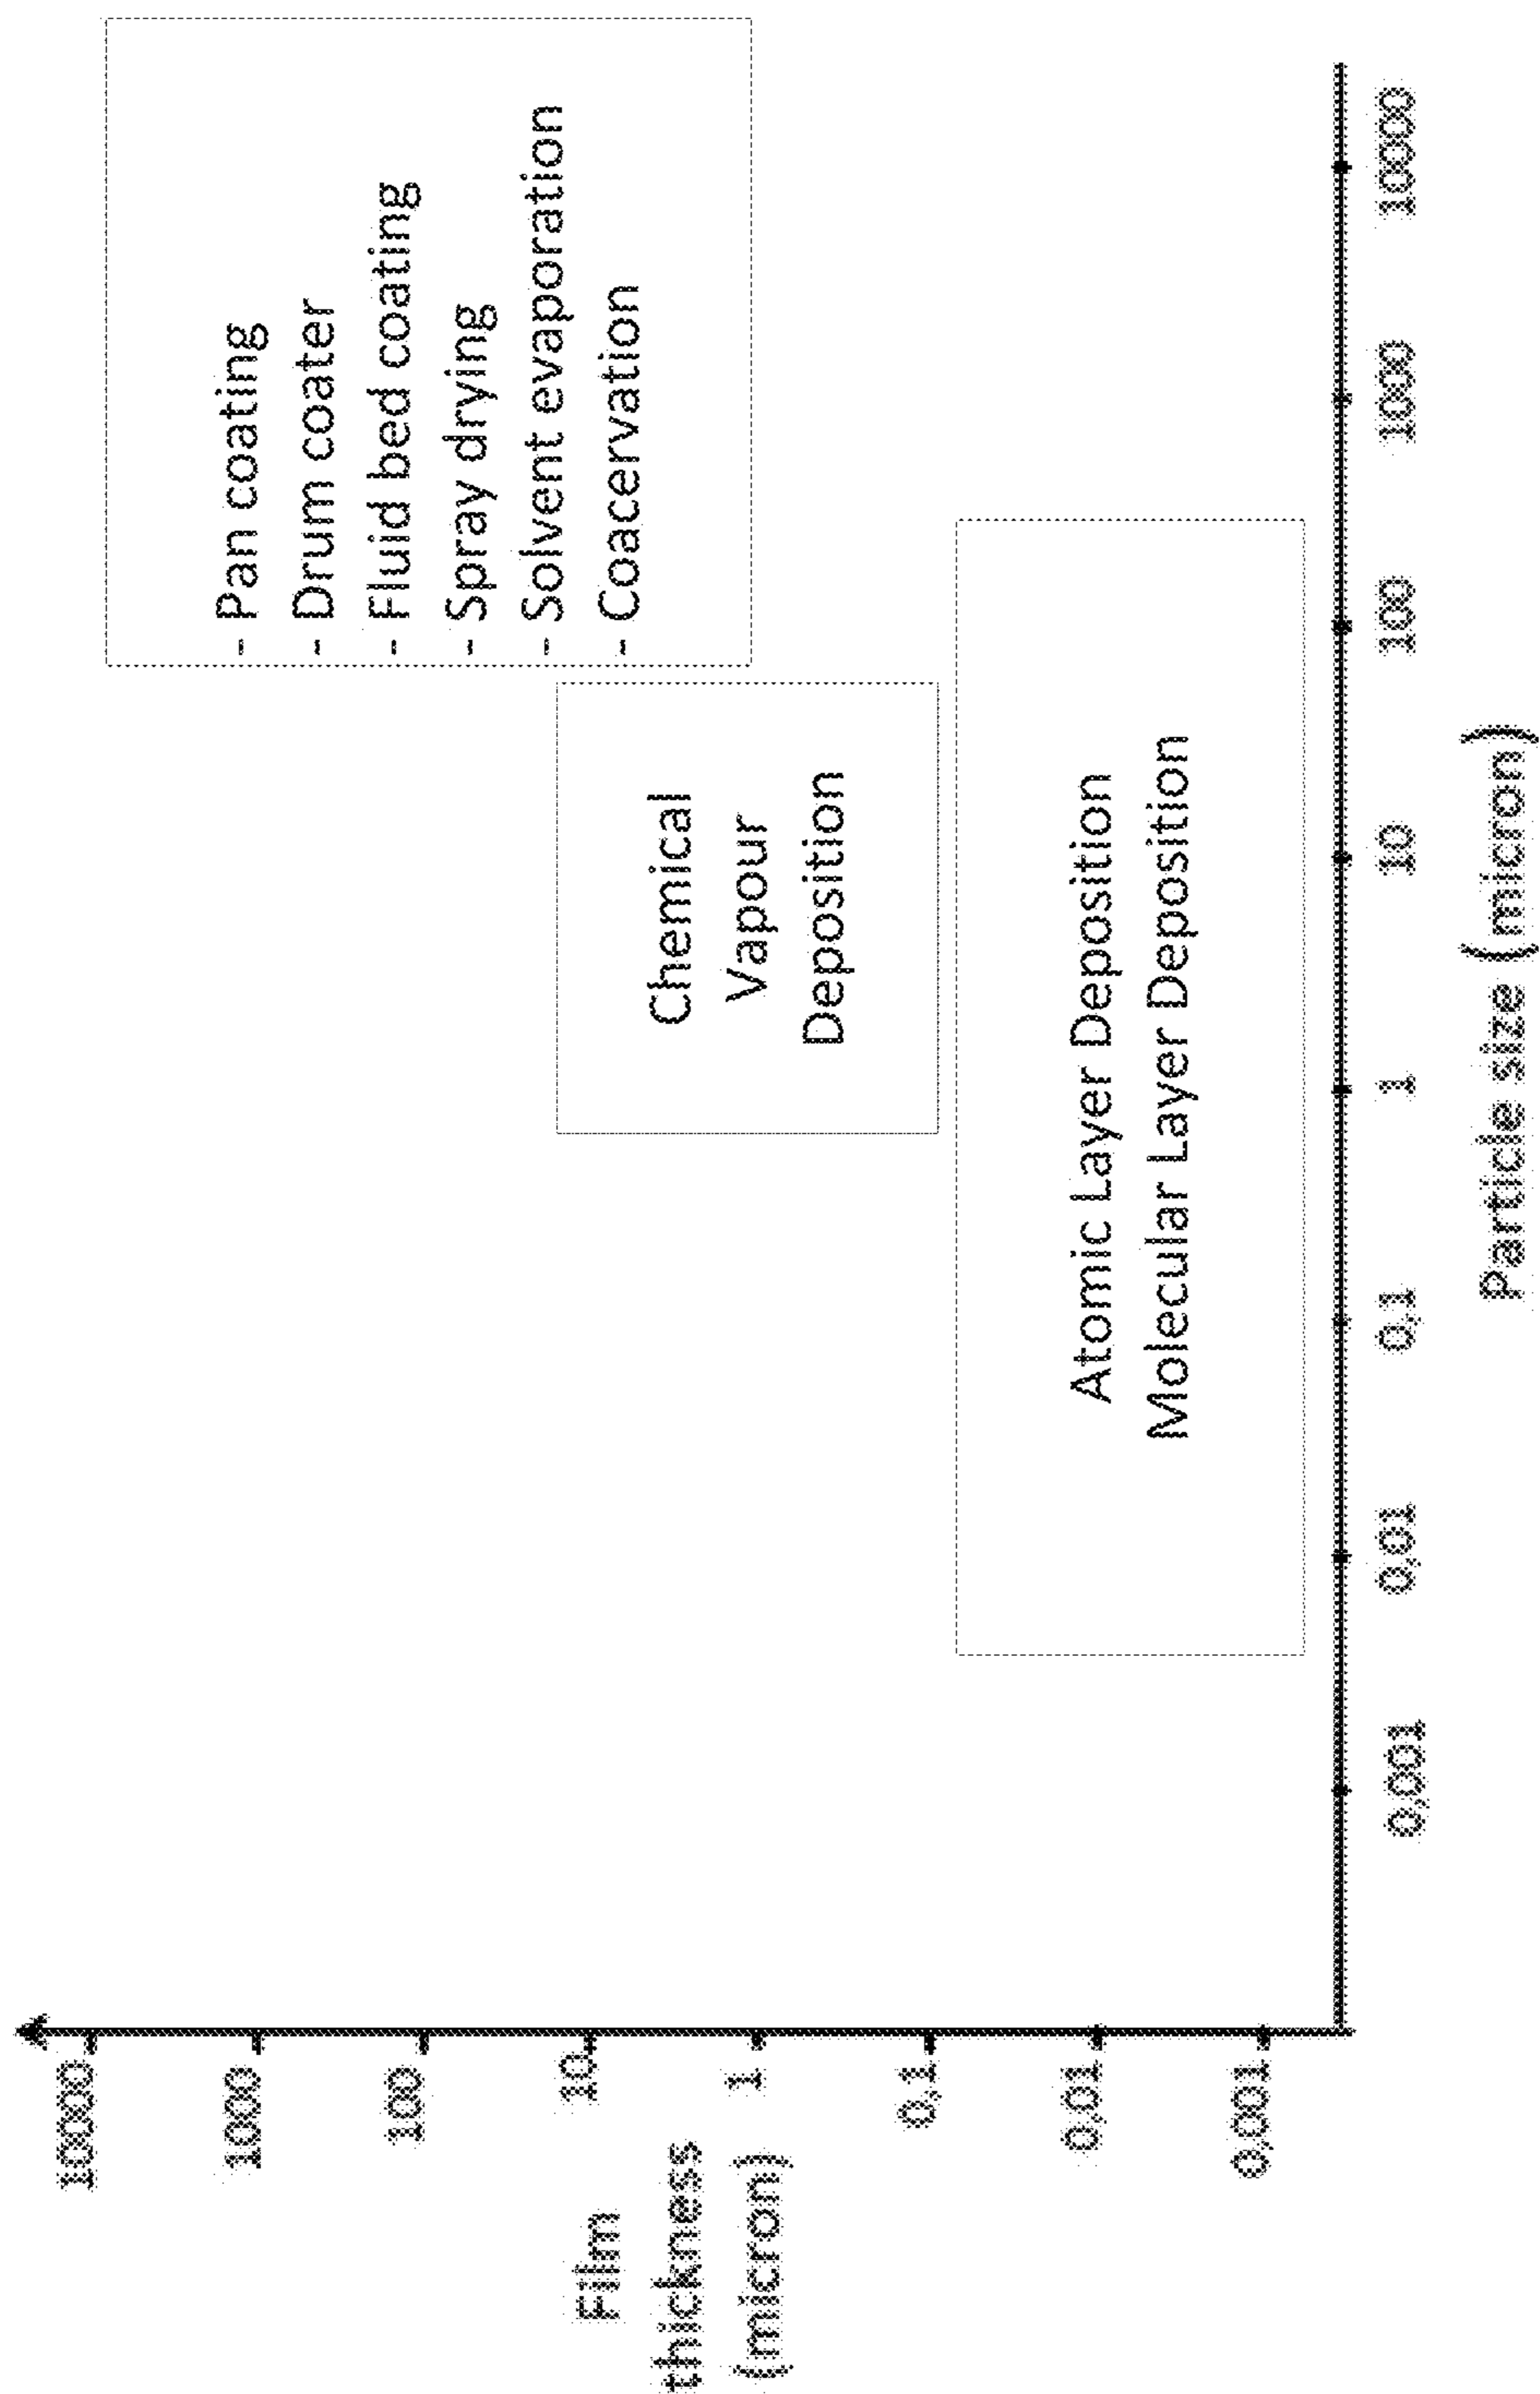 Film
thickness
(micron)
10000
1000
100
10
1
0,1
0,01
0,001
- Pan coating
- Drum coater
- Fluid bed coating
- Spray drying
- Solvent evaporation
- Coacervation
Chemical
Vapour
Deposition
Atomic Layer Deposition
Molecular Layer Deposition
0,001 0,01 0,1 1 10 100 1000 10000
Particle size (micron)